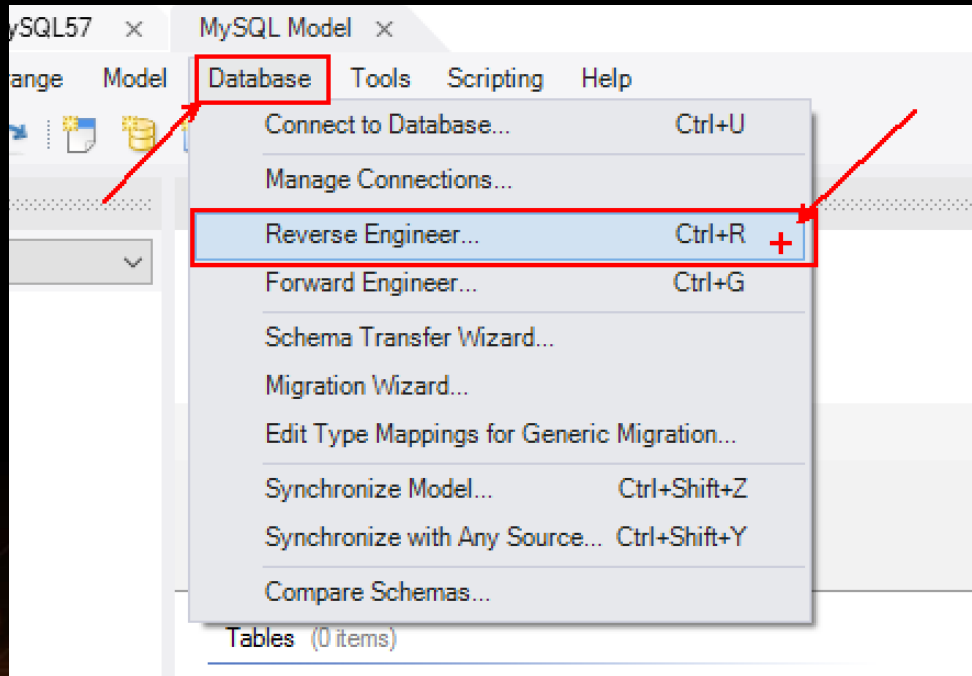 ySQL57 × MySQL Model ×
ange Model Database Tools Scripting Help
Connect to Database... Ctrl+U
Manage Connections...
Reverse Engineer... Ctrl+R +
Forward Engineer... Ctrl+G
Schema Transfer Wizard...
Migration Wizard...
Edit Type Mappings for Generic Migration...
Synchronize Model... Ctrl+Shift+Z
Synchronize with Any Source... Ctrl+Shift+Y
Compare Schemas...
Tables (0 items)